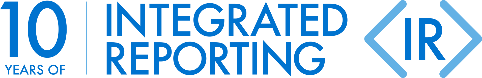 10
YEARS OF
INTEGRATED
REPORTING
<IR>